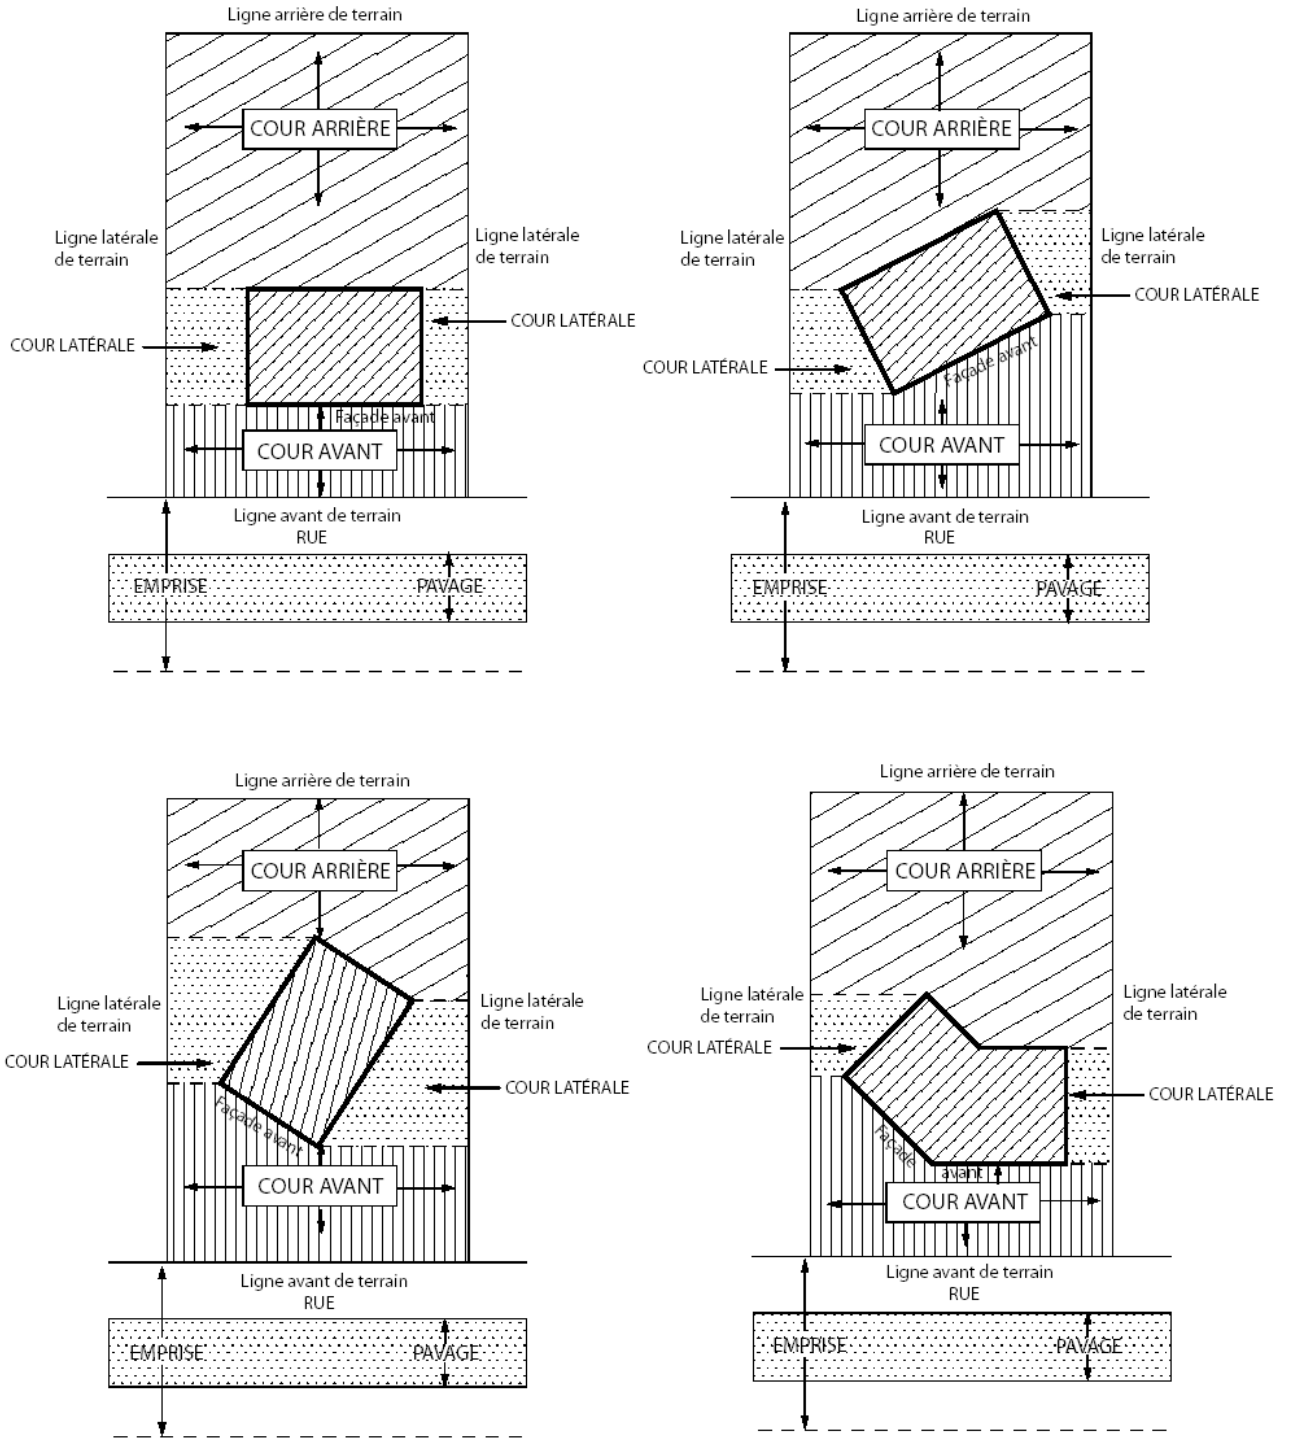 Ligne arrière de terrain
COUR ARRIÈRE
Ligne latérale
de terrain
Ligne latérale
de terrain
COUR LATÉRALE
COUR LATÉRALE
Façade avant
COUR AVANT
Ligne avant de terrain
RUE
EMPRISE
PAVAGE
Ligne arrière de terrain
COUR ARRIÈRE
Ligne latérale
de terrain
Ligne latérale
de terrain
COUR LATÉRALE
COUR LATÉRALE
Façade avant
COUR AVANT
Ligne avant de terrain
RUE
EMPRISE
PAVAGE
Ligne arrière de terrain
COUR ARRIÈRE
Ligne latérale
de terrain
Ligne latérale
de terrain
COUR LATÉRALE
COUR LATÉRALE
Façade avant
COUR AVANT
Ligne avant de terrain
RUE
EMPRISE
PAVAGE
Ligne arrière de terrain
COUR ARRIÈRE
Ligne latérale
de terrain
Ligne latérale
de terrain
COUR LATÉRALE
COUR LATÉRALE
Façade
avant
COUR AVANT
Ligne avant de terrain
RUE
EMPRISE
PAVAGE